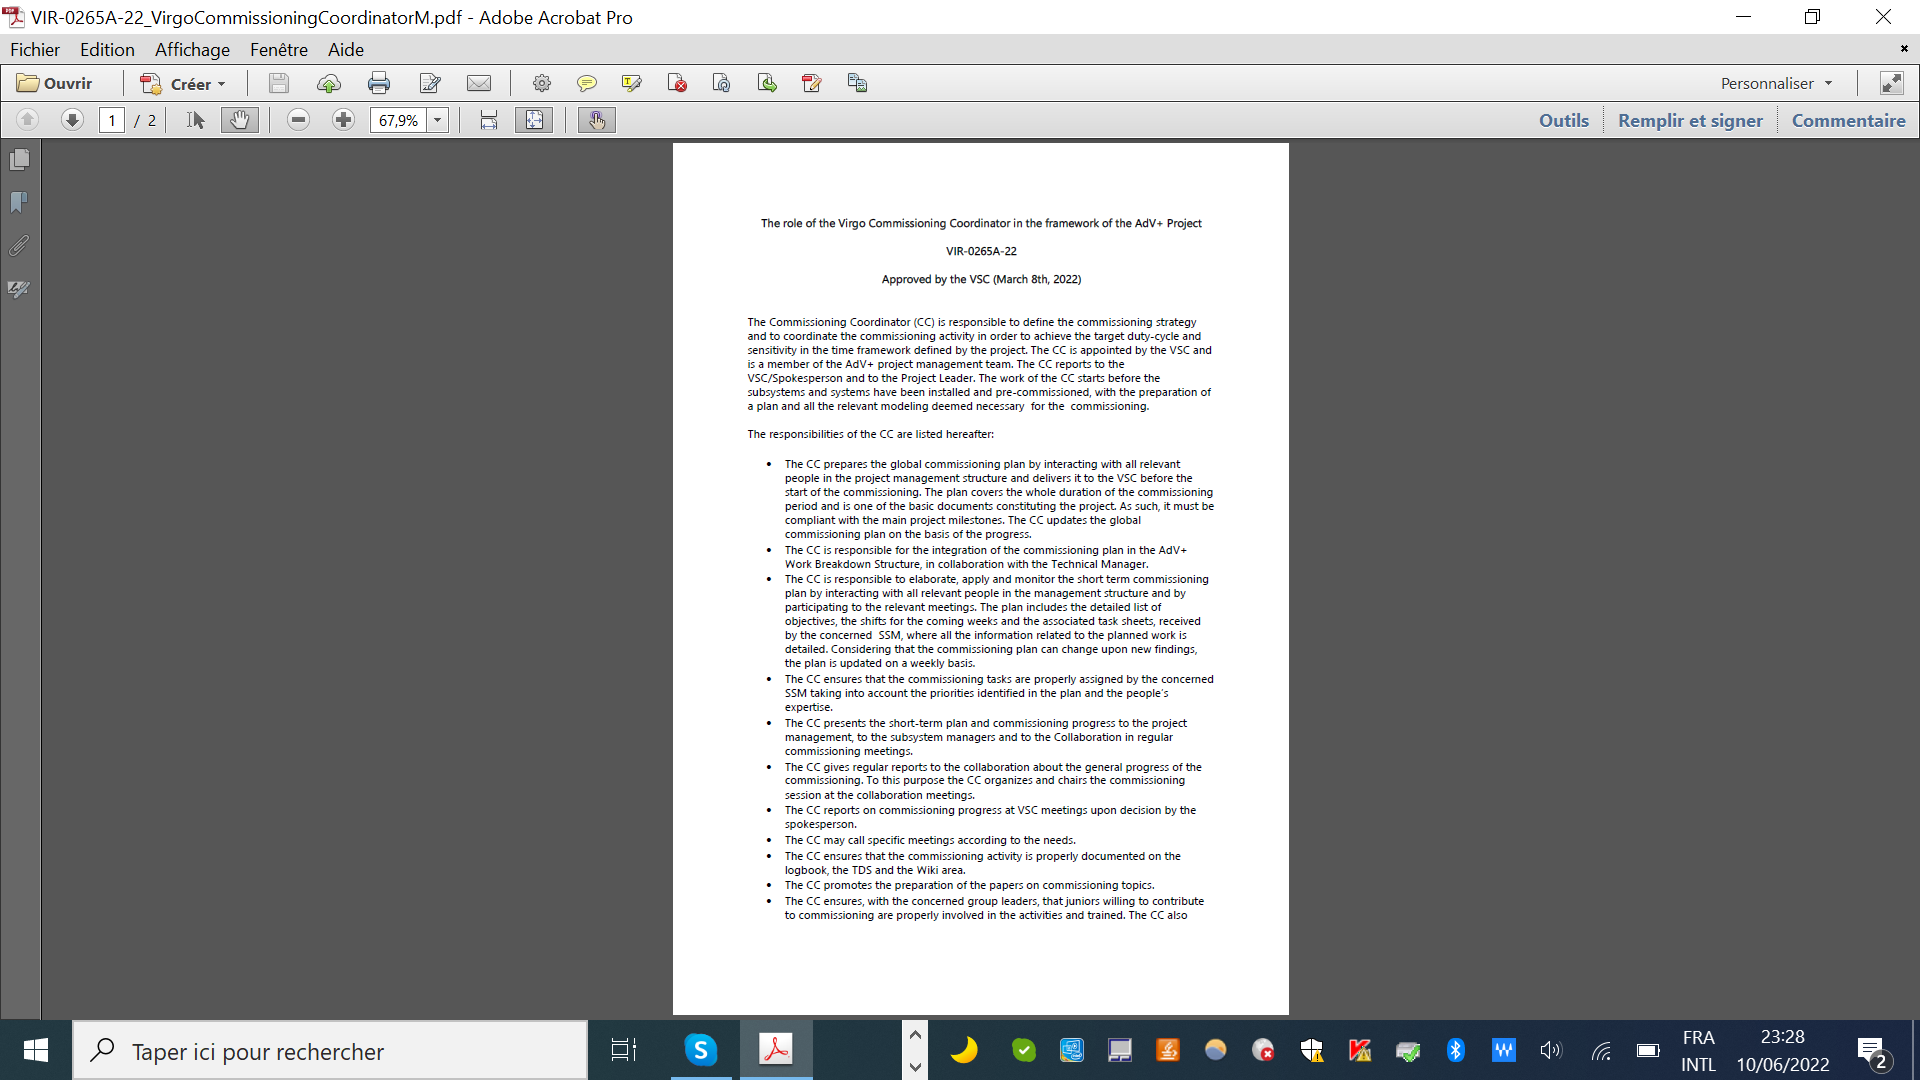 VIR-0265A-22_VirgoCommissioningCoordinatorM.pdf - Adobe Acrobat Pro
Fichier Edition Affichage Fenêtre Aide
Ouvrir Créer Personnaliser
1 / 2 67,9% Outils Remplir et signer Commentaire
The role of the Virgo Commissioning Coordinator in the framework of the AdV+ Project
VIR-0265A-22
Approved by the VSC (March 8th, 2022)
The Commissioning Coordinator (CC) is responsible to define the commissioning strategy
and to coordinate the commissioning activity in order to achieve the target duty-cycle and
sensitivity in the time framework defined by the project. The CC is appointed by the VSC and
is a member of the AdV+ project management team. The CC reports to the
VSC/Spokesperson and to the Project Leader. The work of the CC starts before the
subsystems and systems have been installed and pre-commissioned, with the preparation of
a plan and all the relevant modeling deemed necessary for the commissioning.
The responsibilities of the CC are listed hereafter:
• The CC prepares the global commissioning plan by interacting with all relevant
people in the project management structure and delivers it to the VSC before the
start of the commissioning. The plan covers the whole duration of the commissioning
period and is one of the basic documents constituting the project. As such, it must be
compliant with the main project milestones. The CC updates the global
commissioning plan on the basis of the progress.
• The CC is responsible for the integration of the commissioning plan in the AdV+
Work Breakdown Structure, in collaboration with the Technical Manager.
• The CC is responsible to elaborate, apply and monitor the short term commissioning
plan by interacting with all relevant people in the management structure and by
participating to the relevant meetings. The plan includes the detailed list of
objectives, the shifts for the coming weeks and the associated task sheets, received
by the concerned SSM, where all the information related to the planned work is
detailed. Considering that the commissioning plan can change upon new findings,
the plan is updated on a weekly basis.
• The CC ensures that the commissioning tasks are properly assigned by the concerned
SSM taking into account the priorities identified in the plan and the people's
expertise.
• The CC presents the short-term plan and commissioning progress to the project
management, to the subsystem managers and to the Collaboration in regular
commissioning meetings.
• The CC gives regular reports to the collaboration about the general progress of the
commissioning. To this purpose the CC organizes and chairs the commissioning
session at the collaboration meetings.
• The CC reports on commissioning progress at VSC meetings upon decision by the
spokesperson.
• The CC may call specific meetings according to the needs.
• The CC ensures that the commissioning activity is properly documented on the
logbook, the TDS and the Wiki area.
• The CC promotes the preparation of the papers on commissioning topics.
• The CC ensures, with the concerned group leaders, that juniors willing to contribute
to commissioning are properly involved in the activities and trained. The CC also
Taper ici pour rechercher
FRA 23:28
INTL 10/06/2022 2